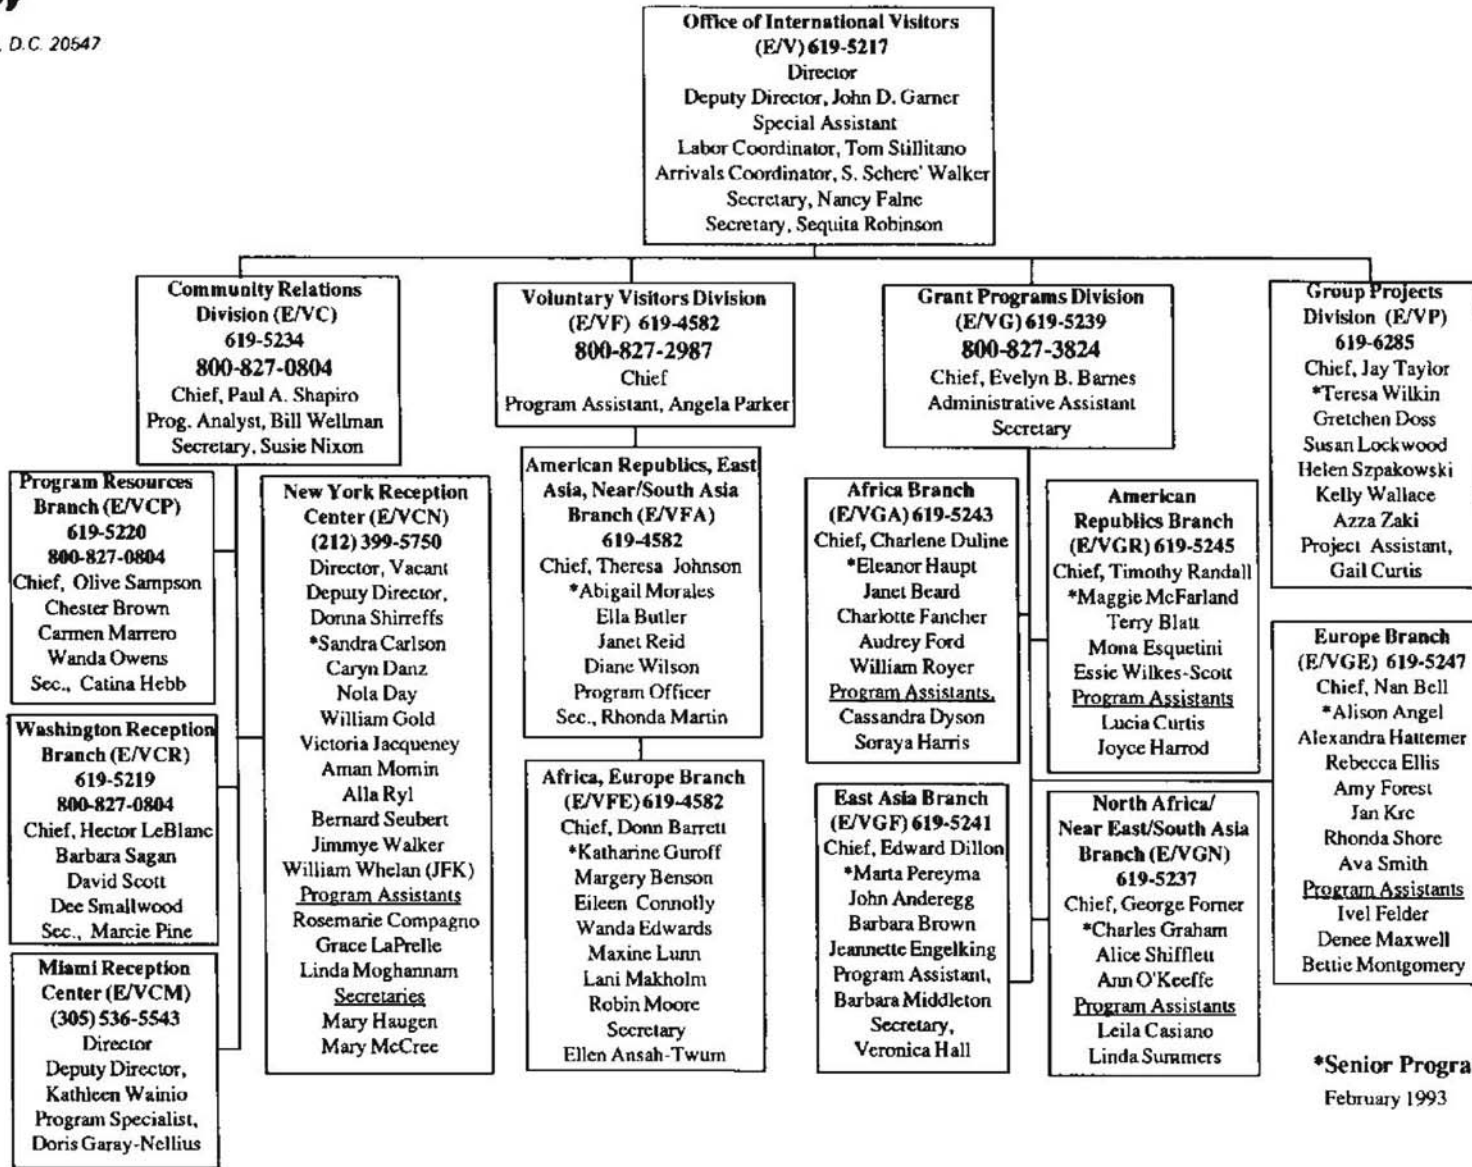 , D.C. 20547
Office of International Visitors
(E/V) 619-5217
Director
Deputy Director, John D. Garner
Special Assistant
Labor Coordinator, Tom Stillitano
Arrivals Coordinator, S. Schere' Walker
Secretary, Nancy Falne
Secretary, Sequita Robinson
Community Relations
Division (E/VC)
619-5234
800-827-0804
Chief, Paul A. Shapiro
Prog. Analyst, Bill Wellman
Secretary, Susie Nixon
Voluntary Visitors Division
(E/VF) 619-4582
800-827-2987
Chief
Program Assistant, Angela Parker
Grant Programs Division
(E/VG) 619-5239
800-827-3824
Chief, Evelyn B. Barnes
Administrative Assistant
Secretary
Group Projects
Division (E/VP)
619-6285
Chief, Jay Taylor
*Teresa Wilkin
Gretchen Doss
Susan Lockwood
Helen Szpakowski
Kelly Wallace
Azza Zaki
Project Assistant,
Gail Curtis
Program Resources
Branch (E/VCP)
619-5220
800-827-0804
Chief, Olive Sampson
Chester Brown
Carmen Marrero
Wanda Owens
Sec., Catina Hebb
Washington Reception
Branch (E/VCR)
619-5219
800-827-0804
Chief, Hector LeBlanc
Barbara Sagan
David Scott
Dee Smallwood
Sec., Marcie Pine
Miami Reception
Center (E/VCM)
(305) 536-5543
Director
Deputy Director,
Kathleen Wainio
Program Specialist,
Doris Garay-Nellius
New York Reception
Center (E/VCN)
(212) 399-5750
Director, Vacant
Deputy Director,
Donna Shirreffs
*Sandra Carlson
Caryn Danz
Nola Day
William Gold
Victoria Jacqueney
Aman Momin
Alla Ryl
Bernard Seubert
Jimmye Walker
William Whelan (JFK)
Program Assistants
Rosemarie Compagno
Grace LaPrelle
Linda Moghannam
Secretaries
Mary Haugen
Mary McCree
American Republics, East
Asia, Near/South Asia
Branch (E/VFA)
619-4582
Chief, Theresa Johnson
*Abigail Morales
Ella Butler
Janet Reid
Diane Wilson
Program Officer
Sec., Rhonda Martin
Africa, Europe Branch
(E/VFE) 619-4582
Chief, Donn Barrett
*Katharine Guroff
Margery Benson
Eileen Connolly
Wanda Edwards
Maxine Lunn
Lani Makholm
Robin Moore
Secretary
Ellen Ansah-Twum
Africa Branch
(E/VGA) 619-5243
Chief, Charlene Duline
*Eleanor Haupt
Janet Beard
Charlotte Fancher
Audrey Ford
William Royer
Program Assistants,
Cassandra Dyson
Soraya Harris
East Asia Branch
(E/VGF) 619-5241
Chief, Edward Dillon
*Marta Pereyma
John Anderegg
Barbara Brown
Jeannette Engelking
Program Assistant,
Barbara Middleton
Secretary,
Veronica Hall
American
Republics Branch
(E/VGR) 619-5245
Chief, Timothy Randall
*Maggie McFarland
Terry Blatt
Mona Esquetini
Essie Wilkes-Scott
Program Assistants
Lucia Curtis
Joyce Harrod
North Africa/
Near East/South Asia
Branch (E/VGN)
619-5237
Chief, George Forner
*Charles Graham
Alice Shifflett
Ann O'Keeffe
Program Assistants
Leila Casiano
Linda Summers
Europe Branch
(E/VGE) 619-5247
Chief, Nan Bell
*Alison Angel
Alexandra Hattemer
Rebecca Ellis
Amy Forest
Jan Krc
Rhonda Shore
Ava Smith
Program Assistants
Ivel Felder
Denee Maxwell
Bettie Montgomery
*Senior Progra
February 1993